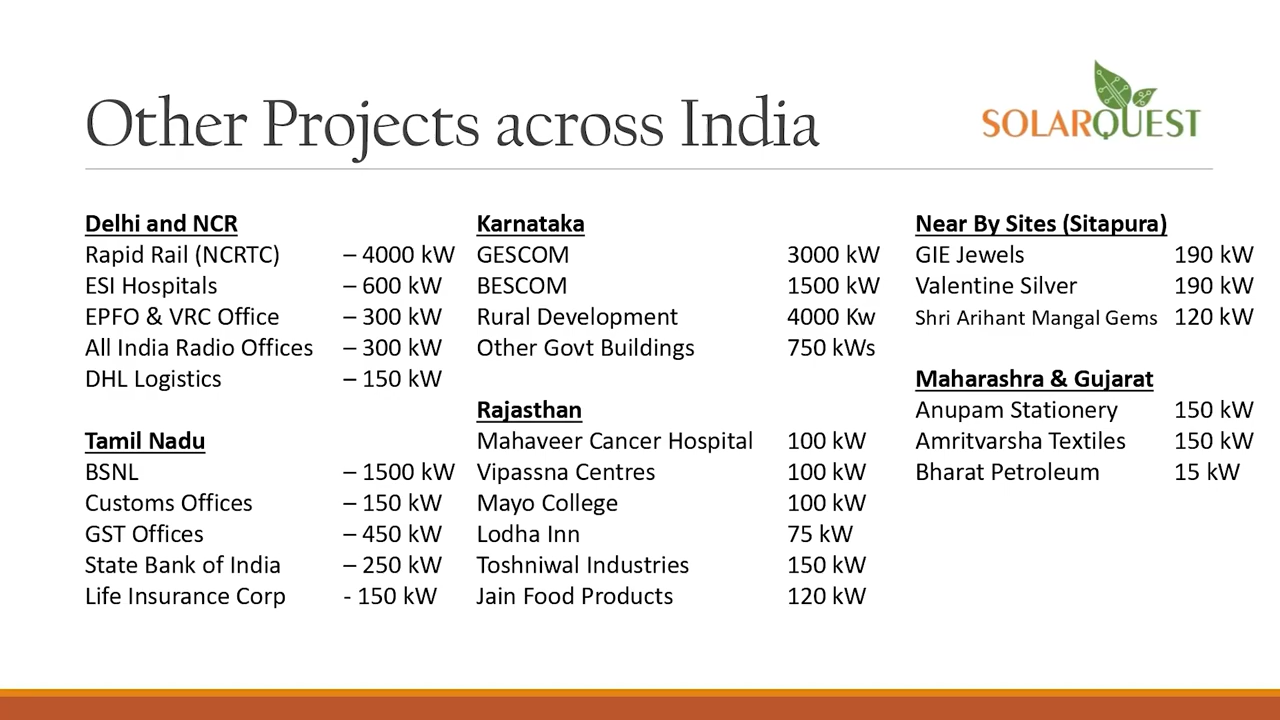 Other Projects across India
SOLARQUEST
Delhi and NCR
Rapid Rail (NCRTC) – 4000 kW
ESI Hospitals – 600 kW
EPFO & VRC Office – 300 kW
All India Radio Offices – 300 kW
DHL Logistics – 150 kW
Tamil Nadu
BSNL – 1500 kW
Customs Offices – 150 kW
GST Offices – 450 kW
State Bank of India – 250 kW
Life Insurance Corp - 150 kW
Karnataka
GESCOM 3000 kW
BESCOM 1500 kW
Rural Development 4000 Kw
Other Govt Buildings 750 kWs
Rajasthan
Mahaveer Cancer Hospital 100 kW
Vipassna Centres 100 kW
Mayo College 100 kW
Lodha Inn 75 kW
Toshniwal Industries 150 kW
Jain Food Products 120 kW
Near By Sites (Sitapura)
GIE Jewels 190 kW
Valentine Silver 190 kW
Shri Arihant Mangal Gems 120 kW
Maharashra & Gujarat
Anupam Stationery 150 kW
Amritvarsha Textiles 150 kW
Bharat Petroleum 15 kW